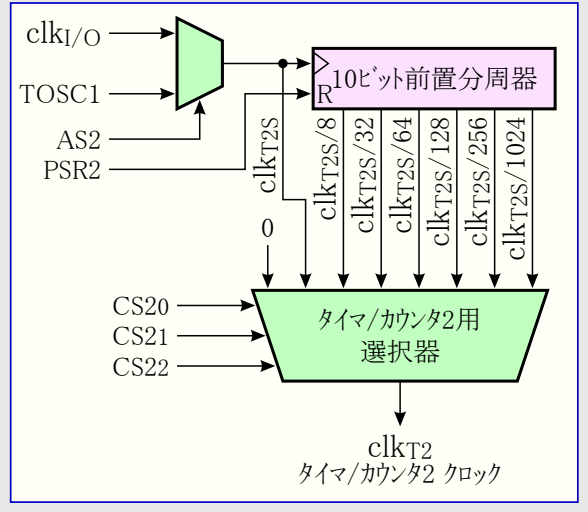 clkI/O
TOSC1
AS2
PSR2
10ﾋﾞｯﾄ前置分周器
R
clkT2S
clkT2S/8
clkT2S/32
clkT2S/64
clkT2S/128
clkT2S/256
clkT2S/1024
0
CS20
CS21
CS22
ﾀｲﾏ/ｶｳﾝﾀ2用
選択器
clkT2
ﾀｲﾏ/ｶｳﾝﾀ2 ｸﾛｯｸ